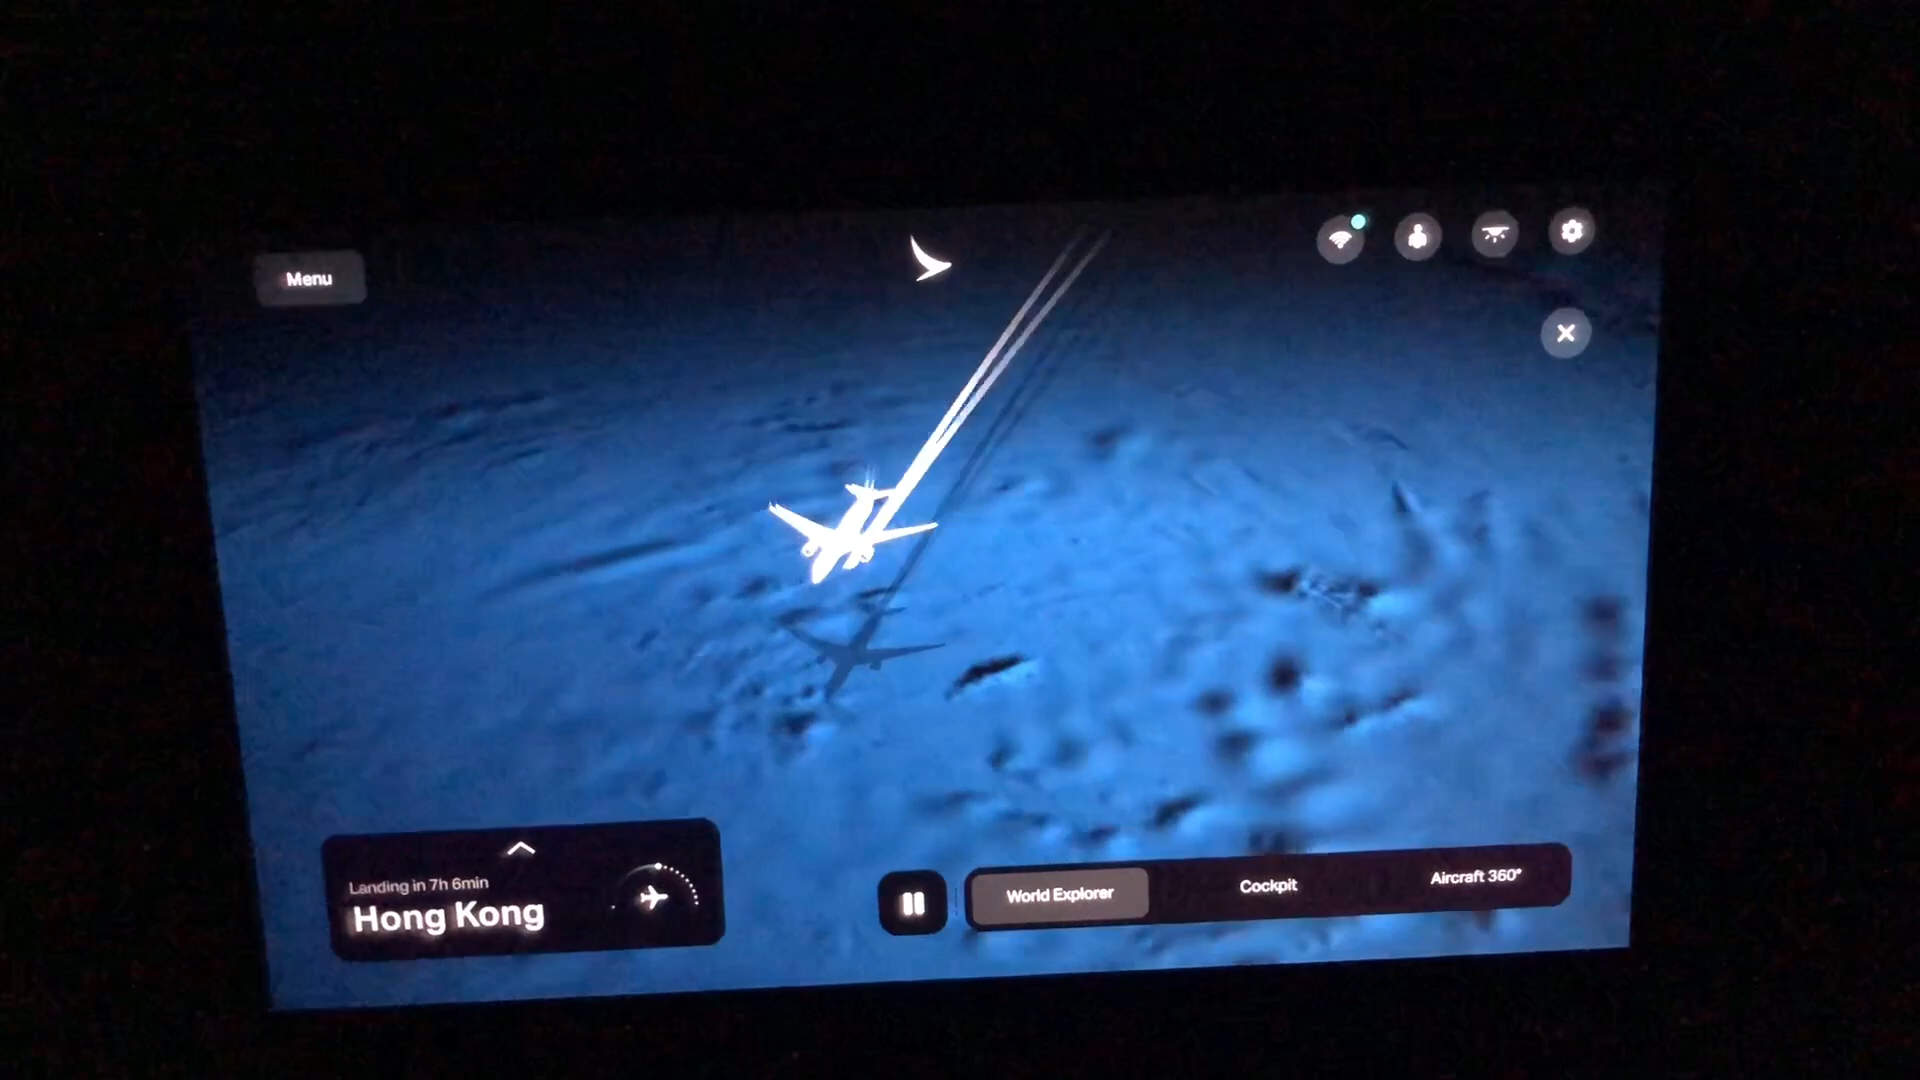 Menu
Landing in 7h 6min
Hong Kong
World Explorer
Cockpit
Aircraft 360°